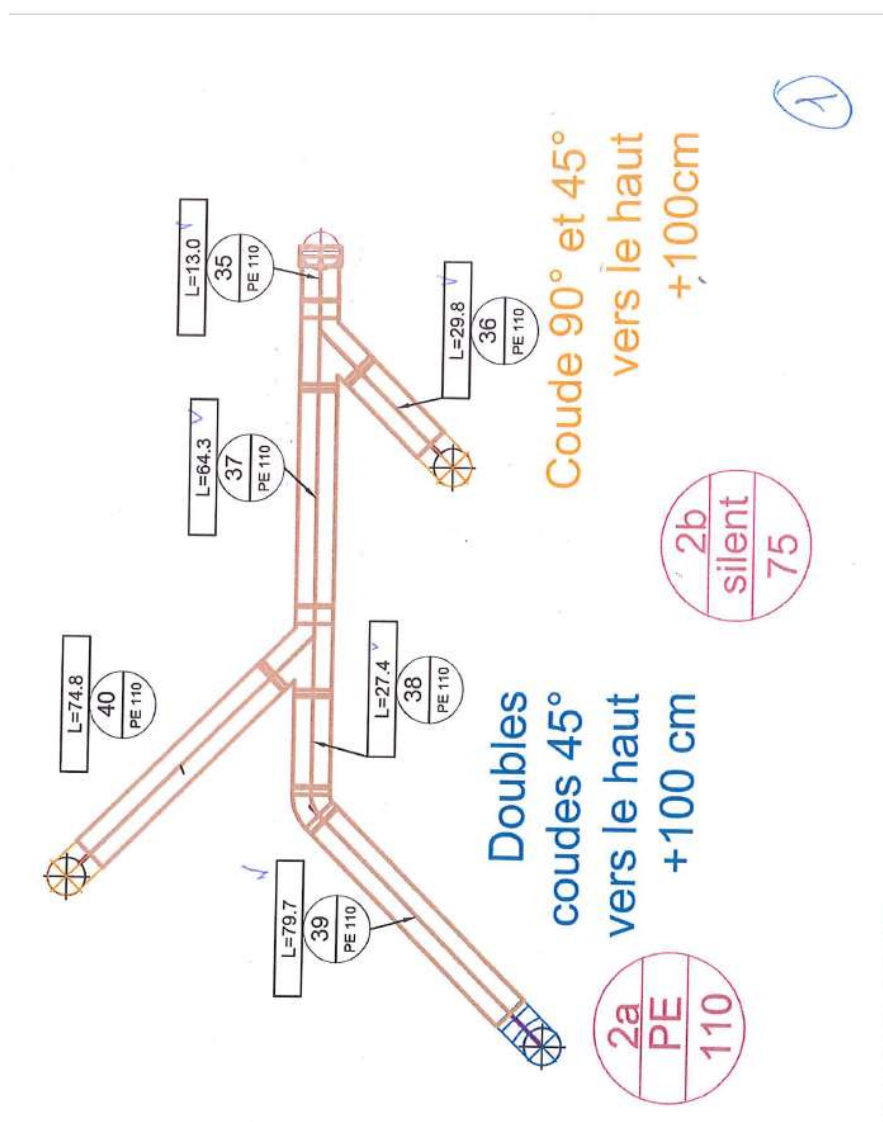 L=74.8
40
PE 110
L=13.0
35
PE 110
L=64.3
37
PE 110
L=79.7
39
PE 110
L=27.4
38
PE 110
L=29.8
36
PE 110
Doubles
coudes 45°
vers le haut
+100 cm
Coude 90° et 45°
vers le haut
+100cm
2a
PE
110
2b
silent
75